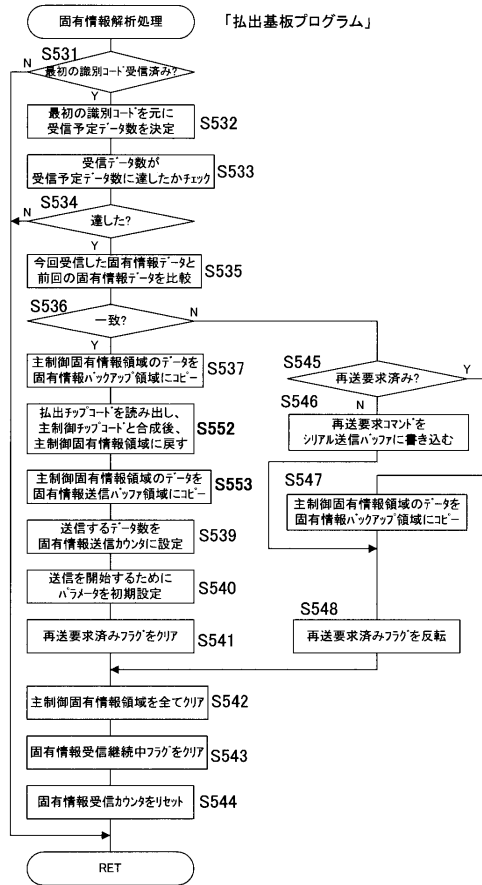 固有情報解析処理
「払出基板プログラム」
S531
最初の識別コード受信済み?
N
Y
最初の識別コードを元に
受信予定データ数を決定
S532
受信データ数が
受信予定データ数に達したかチェック
S533
S534
N
達した?
Y
今回受信した固有情報データと
前回の固有情報データを比較
S535
S536
一致?
N
Y
主制御固有情報領域のデータを
固有情報バックアップ領域にコピー
S537
払出チップコードを読み出し、
主制御チップコードと合成後、
主制御固有情報領域に戻す
S552
主制御固有情報領域のデータを
固有情報送信バッファ領域にコピー
S553
送信するデータ数を
固有情報送信カウンタに設定
S539
送信を開始するために
パラメータを初期設定
S540
再送要求済みフラグをクリア
S541
S545
再送要求済み?
Y
N
S546
再送要求コマンドを
シリアル送信バッファに書き込む
S547
主制御固有情報領域のデータを
固有情報バックアップ領域にコピー
S548
再送要求済みフラグを反転
主制御固有情報領域を全てクリア
S542
固有情報受信継続中フラグをクリア
S543
固有情報受信カウンタをリセット
S544
RET